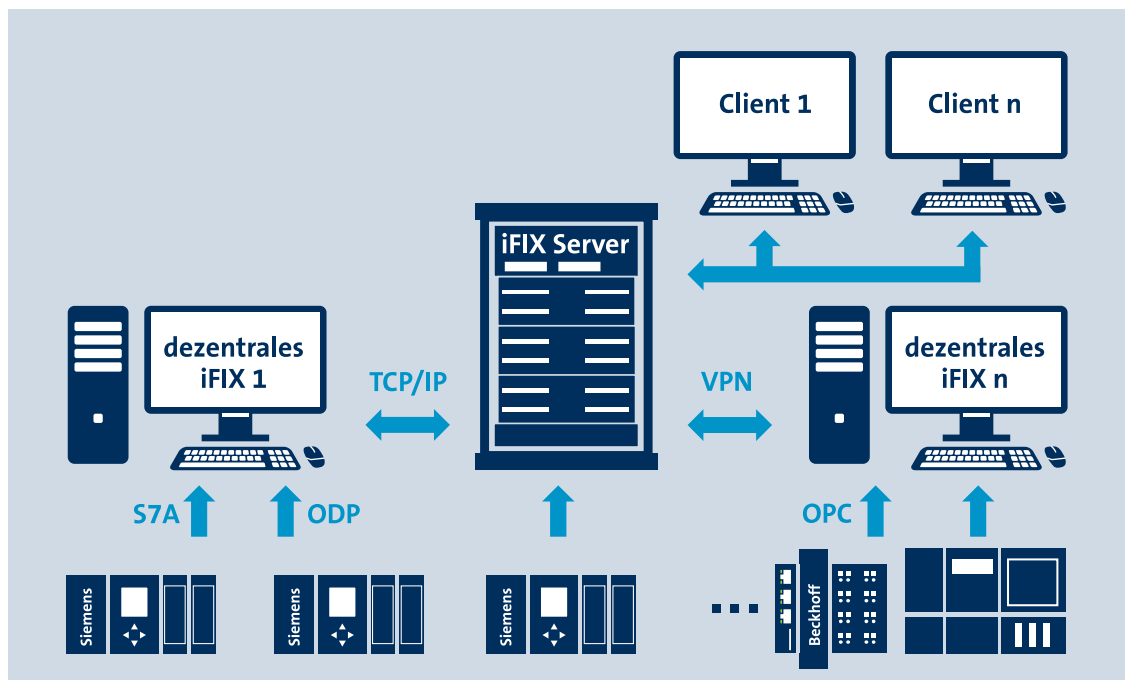 Client 1
Client n
iFIX Server
dezentrales
iFIX 1
TCP/IP
VPN
dezentrales
iFIX n
S7A
ODP
OPC
Siemens
Siemens
Siemens
Beckhoff